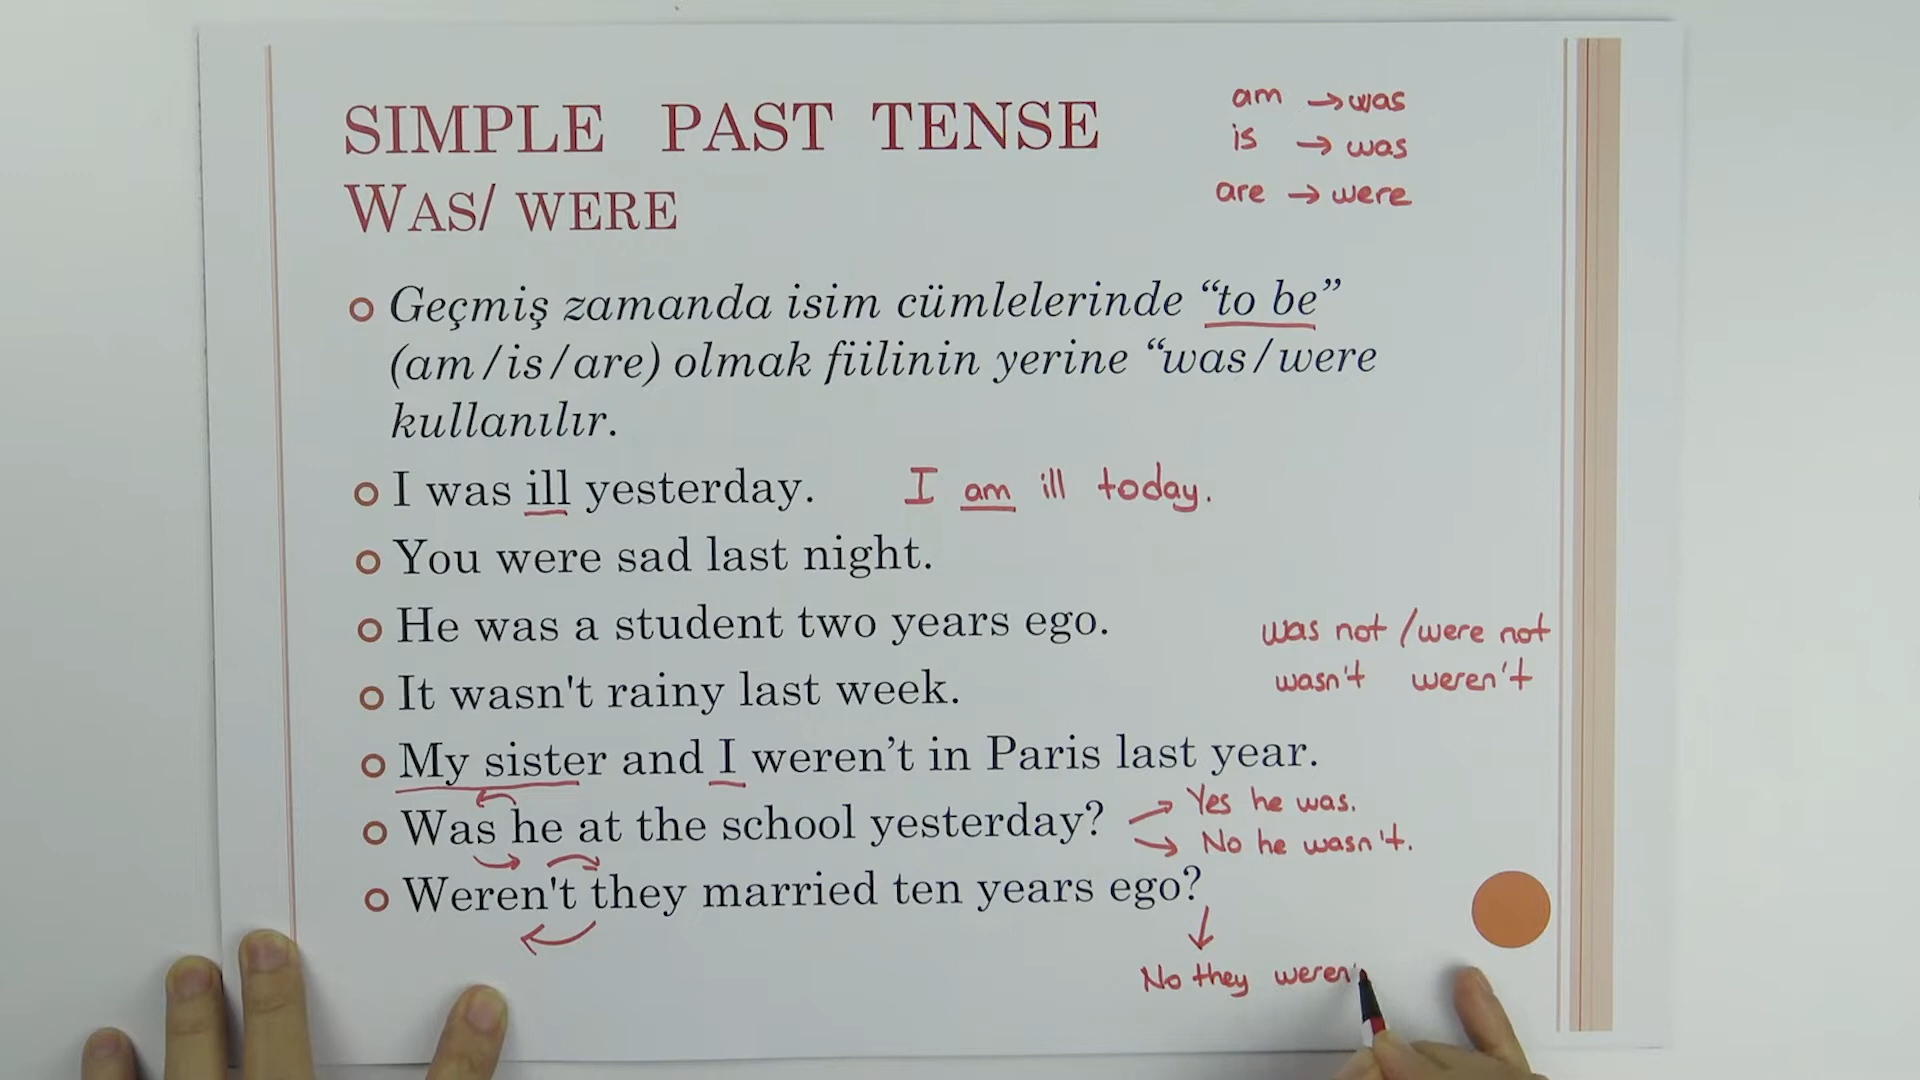 SIMPLE PAST TENSE
WAS/ WERE
am → was
is → was
are → were
Geçmiş zamanda isim cümlelerinde “to be”
(am/is/are) olmak fiilinin yerine “was/were
kullanılır.
I was ill yesterday. I am ill today.
You were sad last night.
He was a student two years ego.
was not / were not
It wasn't rainy last week.
wasn't weren't
My sister and I weren’t in Paris last year.
Was he at the school yesterday?
Yes he was.
No he wasn't.
Weren't they married ten years ego?
No they weren'